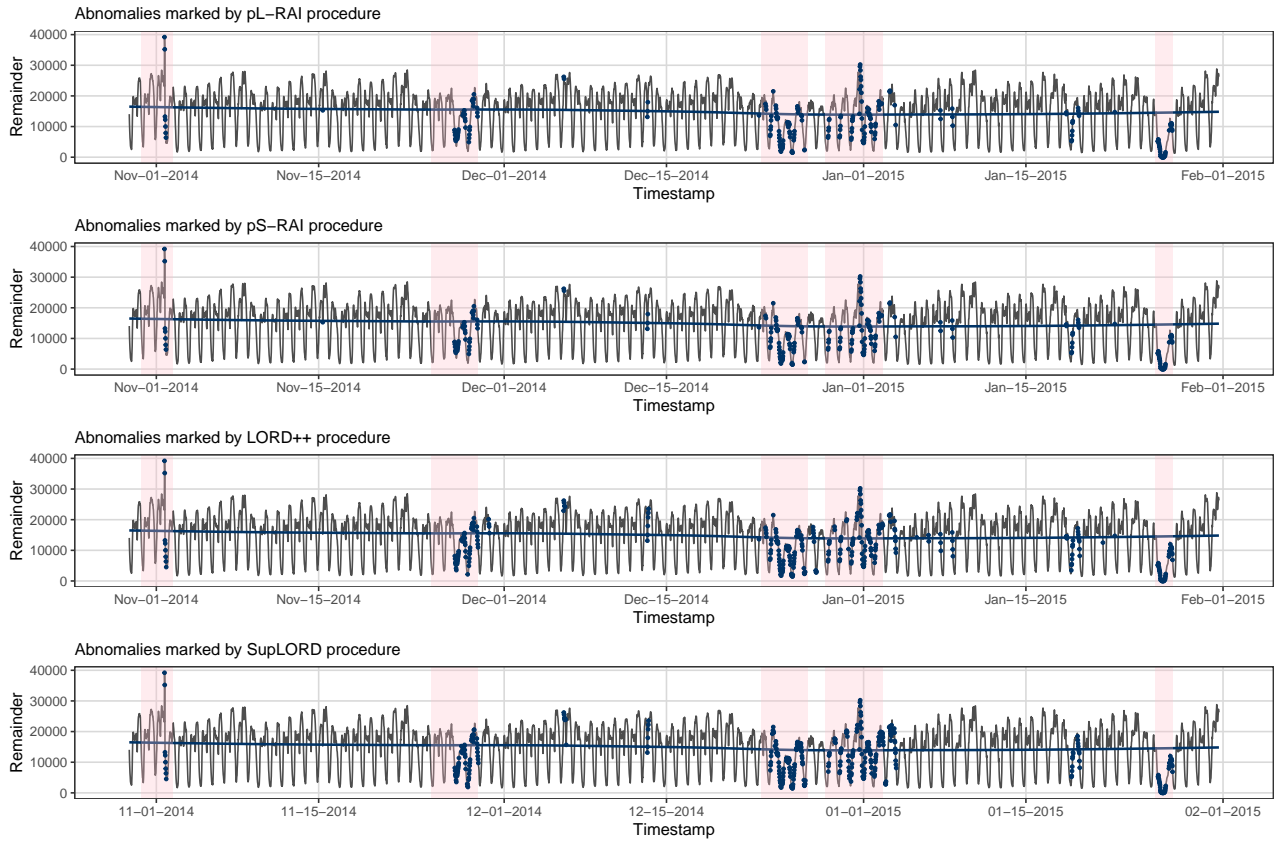 Abnomalies marked by pL−RAI procedure
40000
30000
20000
10000
0
Remainder
Nov−01−2014 Nov−15−2014 Dec−01−2014 Dec−15−2014 Jan−01−2015 Jan−15−2015 Feb−01−2015
Timestamp
Abnomalies marked by pS−RAI procedure
40000
30000
20000
10000
0
Remainder
Nov−01−2014 Nov−15−2014 Dec−01−2014 Dec−15−2014 Jan−01−2015 Jan−15−2015 Feb−01−2015
Timestamp
Abnomalies marked by LORD++ procedure
40000
30000
20000
10000
0
Remainder
Nov−01−2014 Nov−15−2014 Dec−01−2014 Dec−15−2014 Jan−01−2015 Jan−15−2015 Feb−01−2015
Timestamp
Abnomalies marked by SupLORD procedure
40000
30000
20000
10000
0
Remainder
11−01−2014 11−15−2014 12−01−2014 12−15−2014 01−01−2015 01−15−2015 02−01−2015
Timestamp